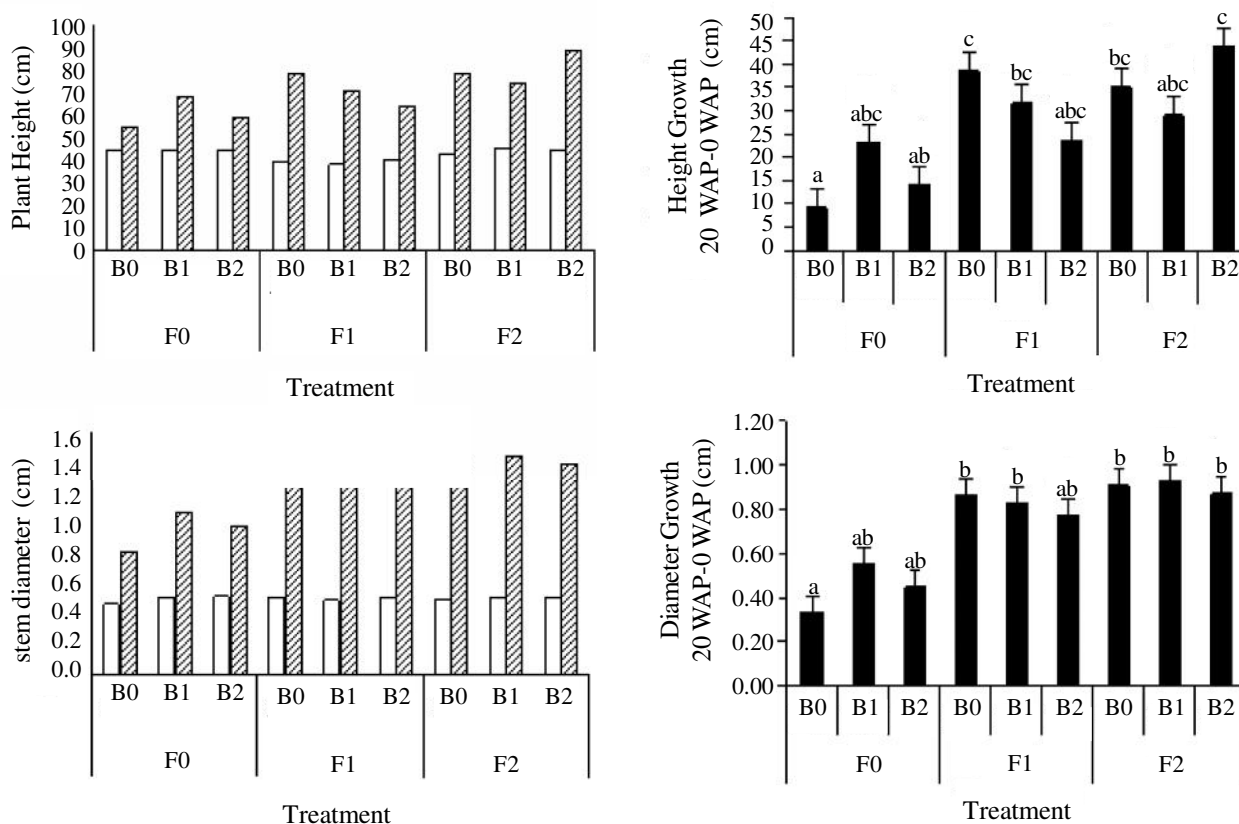 Plant Height (cm)
100
90
80
70
60
50
40
30
20
10
0
B0 B1 B2 B0 B1 B2 B0 B1 B2
F0 F1 F2
Treatment
Height Growth
20 WAP-0 WAP (cm)
50
45
40
35
30
25
20
15
10
5
0
a abc ab c bc abc bc abc c
B0 B1 B2 B0 B1 B2 B0 B1 B2
F0 F1 F2
Treatment
stem diameter (cm)
1.6
1.4
1.2
1.0
0.8
0.6
0.4
0.2
0.0
B0 B1 B2 B0 B1 B2 B0 B1 B2
F0 F1 F2
Treatment
Diameter Growth
20 WAP-0 WAP (cm)
1.20
1.00
0.80
0.60
0.40
0.20
0.00
a ab ab b b ab b b b
B0 B1 B2 B0 B1 B2 B0 B1 B2
F0 F1 F2
Treatment